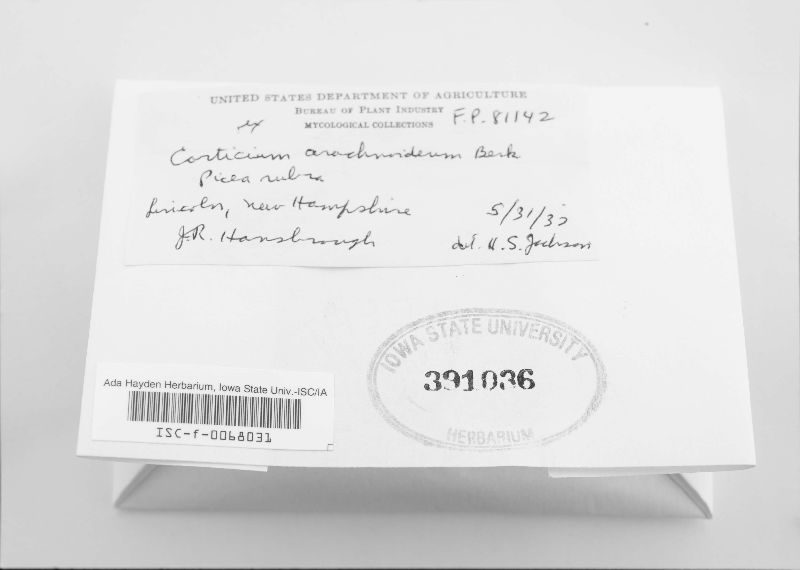 UNITED STATES DEPARTMENT OF AGRICULTURE
BUREAU OF PLANT INDUSTRY
ex MYCOLOGICAL COLLECTIONS F.P. 81142
Corticium arachnoideum Berk
Picea rubra
Lincoln, New Hampshire 5/31/32
J.R. Hansbrough det. H.S. Jackson
IOWA STATE UNIVERSITY
391036
HERBARIUM
Ada Hayden Herbarium, Iowa State Univ.-ISC/IA
ISC-f-0068031